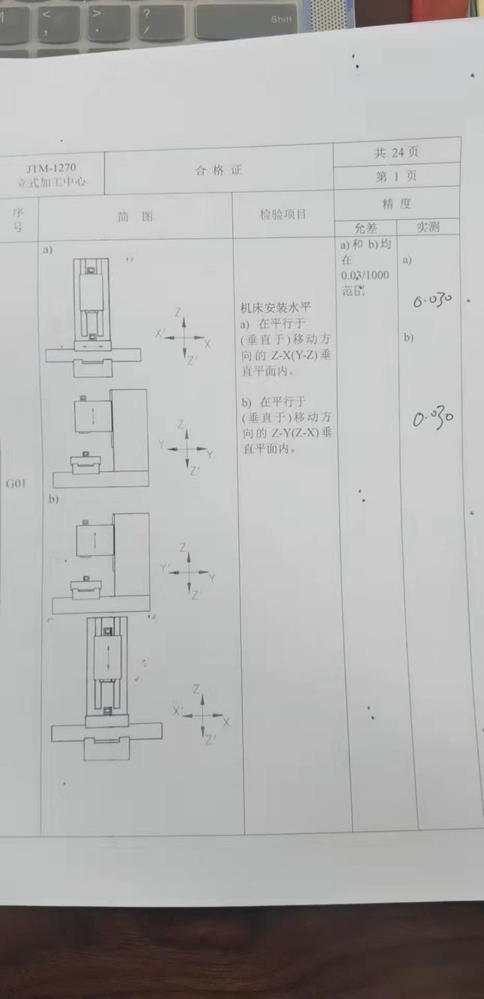 Shift
JTM-1270
立式加工中心
合 格 证
共 24 页
第 1 页
序
号
简 图
检验项目
精 度
允差
实测
G01
a)
Z
X'
X
Z'
Z
Y'
Y
Z'
b)
Z
Y'
Y
Z'
Z
X'
X
Z'
机床安装水平
a) 在平行于
(垂直于)移动方
向的 Z-X(Y-Z)垂
直平面内。
b) 在平行于
(垂直于)移动方
向的 Z-Y(Z-X)垂
直平面内。
a)和 b)均
在
0.03/1000
范围
a)
0.030
b)
0.030